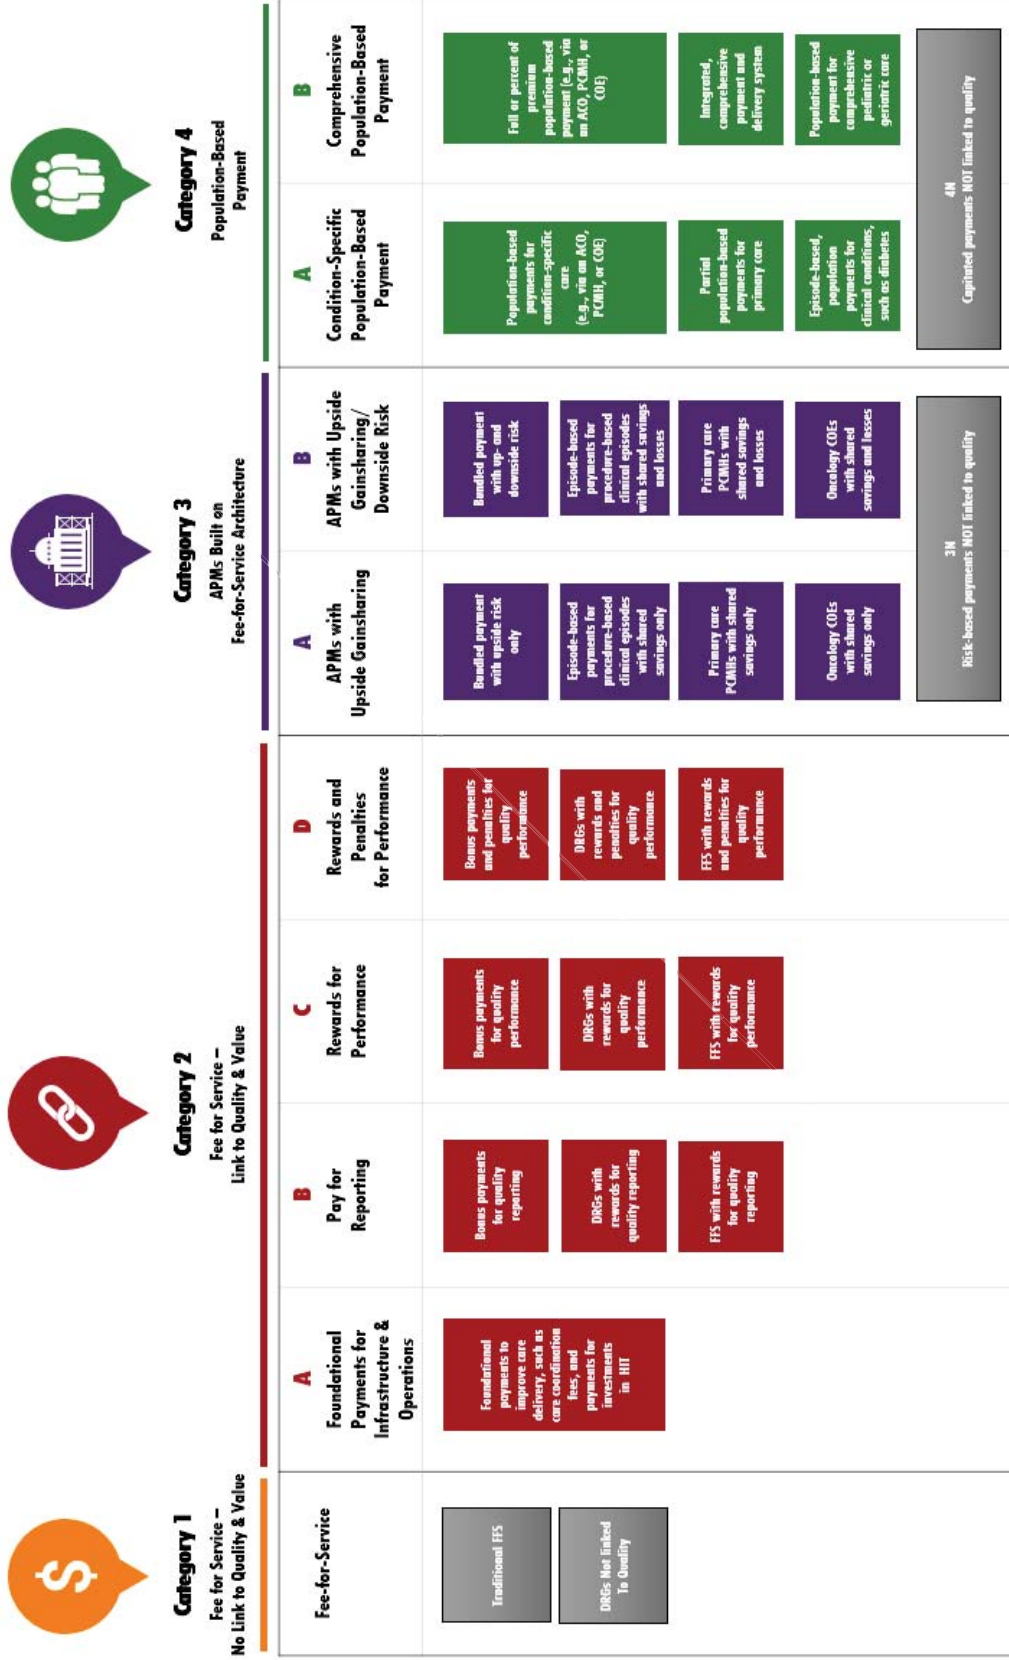 Category 1
Fee for Service –
No Link to Quality & Value
Fee-for-Service
Traditional FFS
DRGs Not linked
To Quality
Category 2
Fee for Service –
Link to Quality & Value
A
Foundational
Payments for
Infrastructure &
Operations
Foundational
payments to
improve care
delivery, such as
care coordination
fees, and
payments for
investments
in HIT
B
Pay for
Reporting
Bonus payments
for quality
reporting
DRGs with
rewards for
quality reporting
FFS with rewards
for quality
reporting
C
Rewards for
Performance
Bonus payments
for quality
performance
DRGs with
rewards for
quality
performance
FFS with rewards
for quality
performance
D
Rewards and
Penalties
for Performance
Bonus payments
and penalties for
quality
performance
DRGs with
rewards and
penalties for
quality
performance
FFS with rewards
and penalties for
quality
performance
Category 3
APMs Built on
Fee-for-Service Architecture
A
APMs with
Upside Gainsharing
Bundled payment
with upside risk
only
Episode-based
payments for
procedure-based
clinical episodes
with shared
savings only
Primary care
PCMHs with shared
savings only
Oncology COEs
with shared
savings only
B
APMs with Upside
Gainsharing/
Downside Risk
Bundled payment
with up- and
downside risk
Episode-based
payments for
procedure-based
clinical episodes
with shared savings
and losses
Primary care
PCMHs with
shared savings
and losses
Oncology COEs
with shared
savings and losses
3N
Risk-based payments NOT linked to quality
Category 4
Population-Based
Payment
A
Condition-Specific
Population-Based
Payment
Population-based
payments for
condition-specific
care
(e.g., via an ACO,
PCMH, or COE)
Partial
population-based
payments for
primary care
Episode-based,
population
payments for
clinical conditions,
such as diabetes
B
Comprehensive
Population-Based
Payment
Full or percent of
premium
population-based
payment (e.g., via
an ACO, PCMH, or
COE)
Integrated,
comprehensive
payment and
delivery system
Population-based
payment for
comprehensive
pediatric or
geriatric care
4N
Capitated payments NOT linked to quality